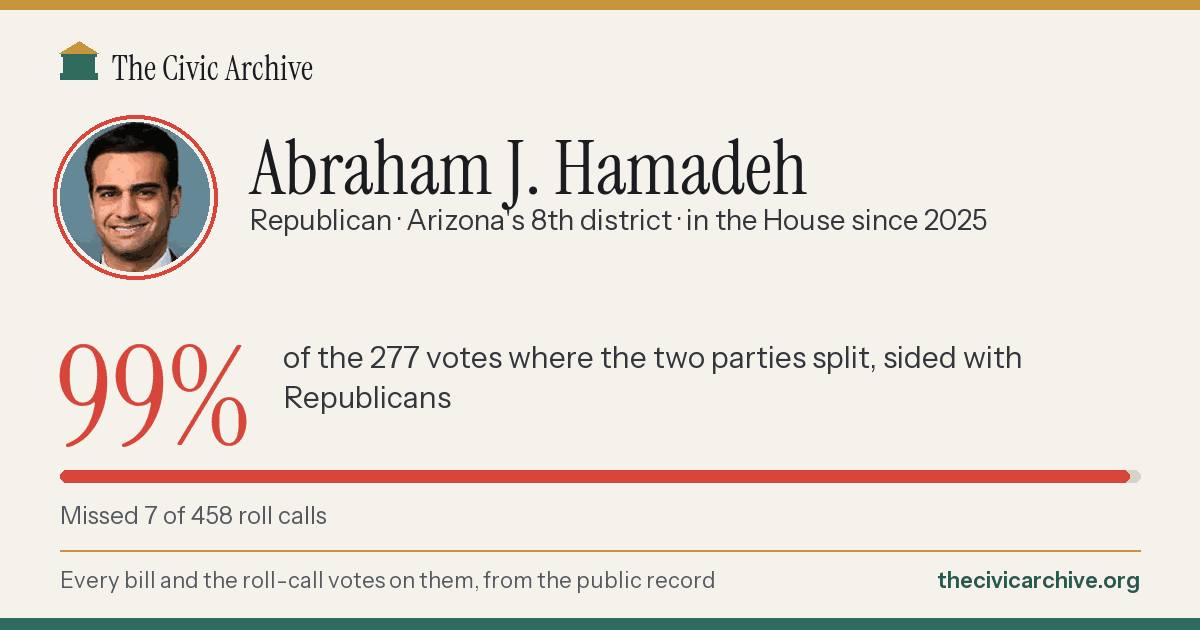 The Civic Archive
Abraham J. Hamadeh
Republican · Arizona's 8th district · in the House since 2025
99%
of the 277 votes where the two parties split, sided with
Republicans
Missed 7 of 458 roll calls
Every bill and the roll-call votes on them, from the public record
thecivicarchive.org